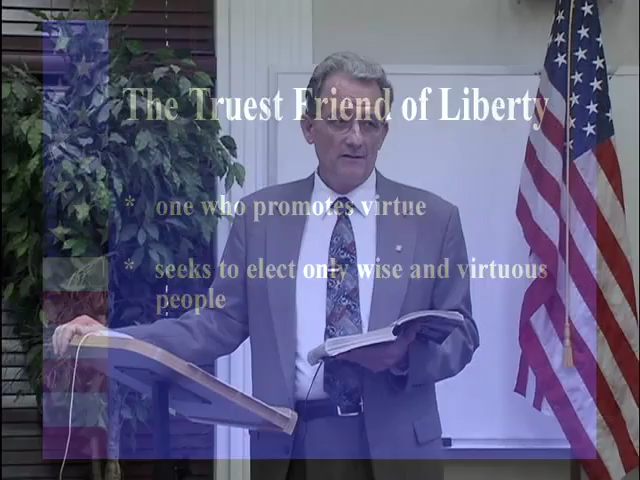 The Truest Friend of Liberty
* one who promotes virtue
* seeks to elect only wise and virtuous
people